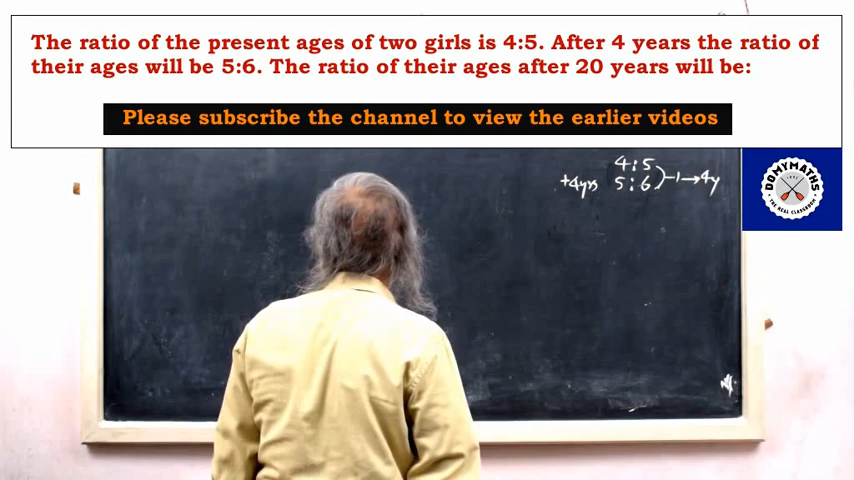 The ratio of the present ages of two girls is 4:5. After 4 years the ratio of
their ages will be 5:6. The ratio of their ages after 20 years will be:
Please subscribe the channel to view the earlier videos
4:5
+4yrs 5:6 -1→4y
DOMYMATHS
THE REAL CLASSROOM